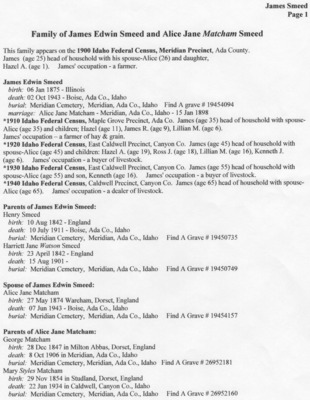 James Smeed
Page 1
Family of James Edwin Smeed and Alice Jane Matcham Smeed
This family appears on the 1900 Idaho Federal Census, Meridian Precinct, Ada County.
James (age 25) head of household with his spouse-Alice (26) and daughter,
Hazel A. (age 1). James' occupation - a farmer.
James Edwin Smeed
birth: 06 Jan 1875 - Illinois
death: 02 Oct 1943 - Boise, Ada Co., Idaho
burial: Meridian Cemetery, Meridian, Ada Co., Idaho Find A grave # 19454094
marriage: Alice Jane Matcham - Meridian, Ada Co., Idaho - 15 Jan 1898
*1910 Idaho Federal Census, Maple Grove Precinct, Ada Co. James (age 35) head of household with spouse-
Alice (age 35) and children; Hazel (age 11), James R. (age 9), Lillian M. (age 6).
James' occupation - a farmer of hay & grain.
*1920 Idaho Federal Census, East Caldwell Precinct, Canyon Co. James (age 45) head of household with
spouse-Alice (age 45) and children: Hazel A. (age 19), Ross J. (age 18), Lillian M. (age 16), Kenneth J.
(age 6). James' occupation - a buyer of livestock.
*1930 Idaho Federal Census, East Caldwell Precinct, Canyon Co. James (age 55) head of household with
spouse-Alice (age 55) and son, Kenneth (age 16). James' occupation - a buyer of livestock.
*1940 Idaho Federal Census, Caldwell Precinct, Canyon Co. James (age 65) head of household with spouse-
Alice (age 65). James' occupation - a dealer of livestock.
Parents of James Edwin Smeed:
Henry Smeed
birth: 10 Aug 1842 - England
death: 10 July 1911 - Boise, Ada Co., Idaho
burial: Meridian Cemetery, Meridian, Ada Co., Idaho Find A Grave # 19450735
Harriett Jane Watson Smeed
birth: 23 April 1842 - England
death: 15 Aug 1901 -
burial: Meridian Cemetery, Meridian, Ada Co., Idaho Find A Grave # 19450749
Spouse of James Edwin Smeed:
Alice Jane Matcham
birth: 27 May 1874 Wareham, Dorset, England
death: 07 Jan 1943 - Boise, Ada Co., Idaho
burial: Meridian Cemetery, Meridian, Ada Co., Idaho Find A Grave # 19454157
Parents of Alice Jane Matcham:
George Matcham
birth: 28 Dec 1847 in Milton Abbas, Dorset, England
death: 8 Oct 1906 in Meridian, Ada Co., Idaho
burial: Meridian Cemetery, Meridian, Ada Co., Idaho Find A Grave # 26952181
Mary Styles Matcham
birth: 29 Nov 1854 in Studland, Dorset, England
death: 22 Jun 1934 in Caldwell, Canyon Co., Idaho
burial: Meridian Cemetery, Meridian, Ada Co., Idaho Find A Grave # 26952160